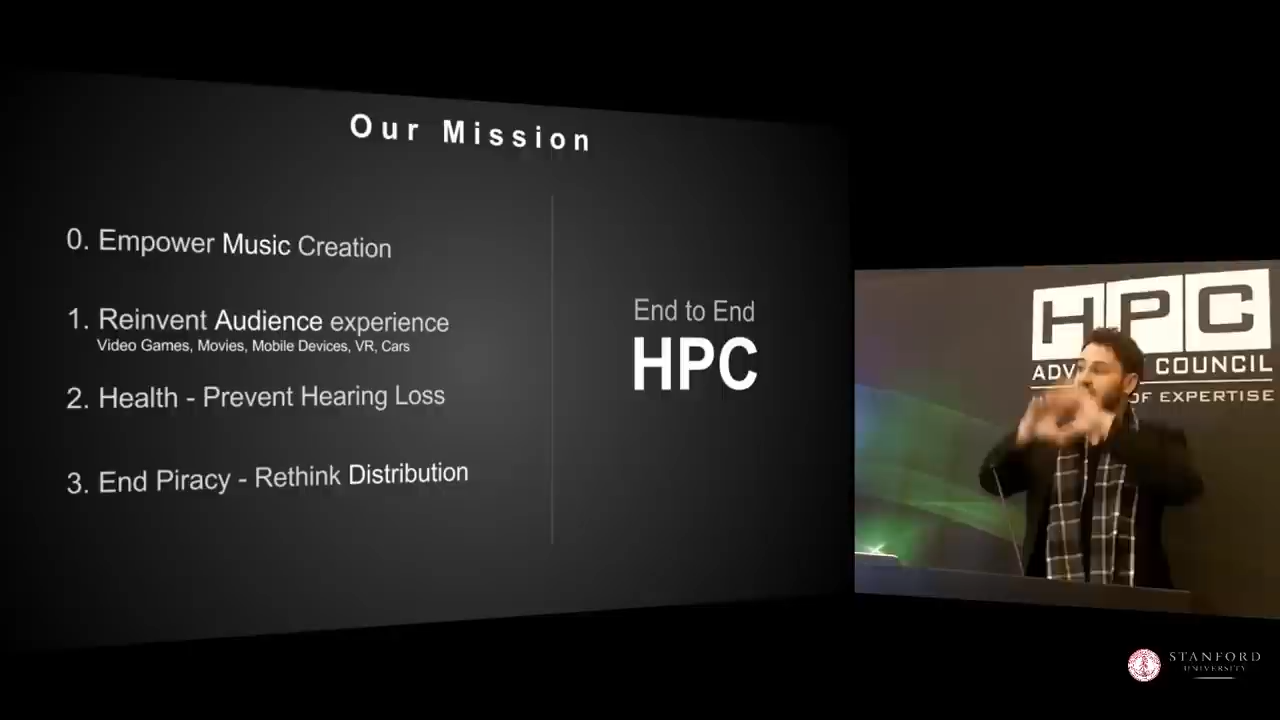 Our Mission
0. Empower Music Creation
1. Reinvent Audience experience
Video Games, Movies, Mobile Devices, VR, Cars
2. Health - Prevent Hearing Loss
3. End Piracy - Rethink Distribution
End to End
HPC
HPC
COUNCIL
OF EXPERTISE
STANFORD
UNIVERSITY